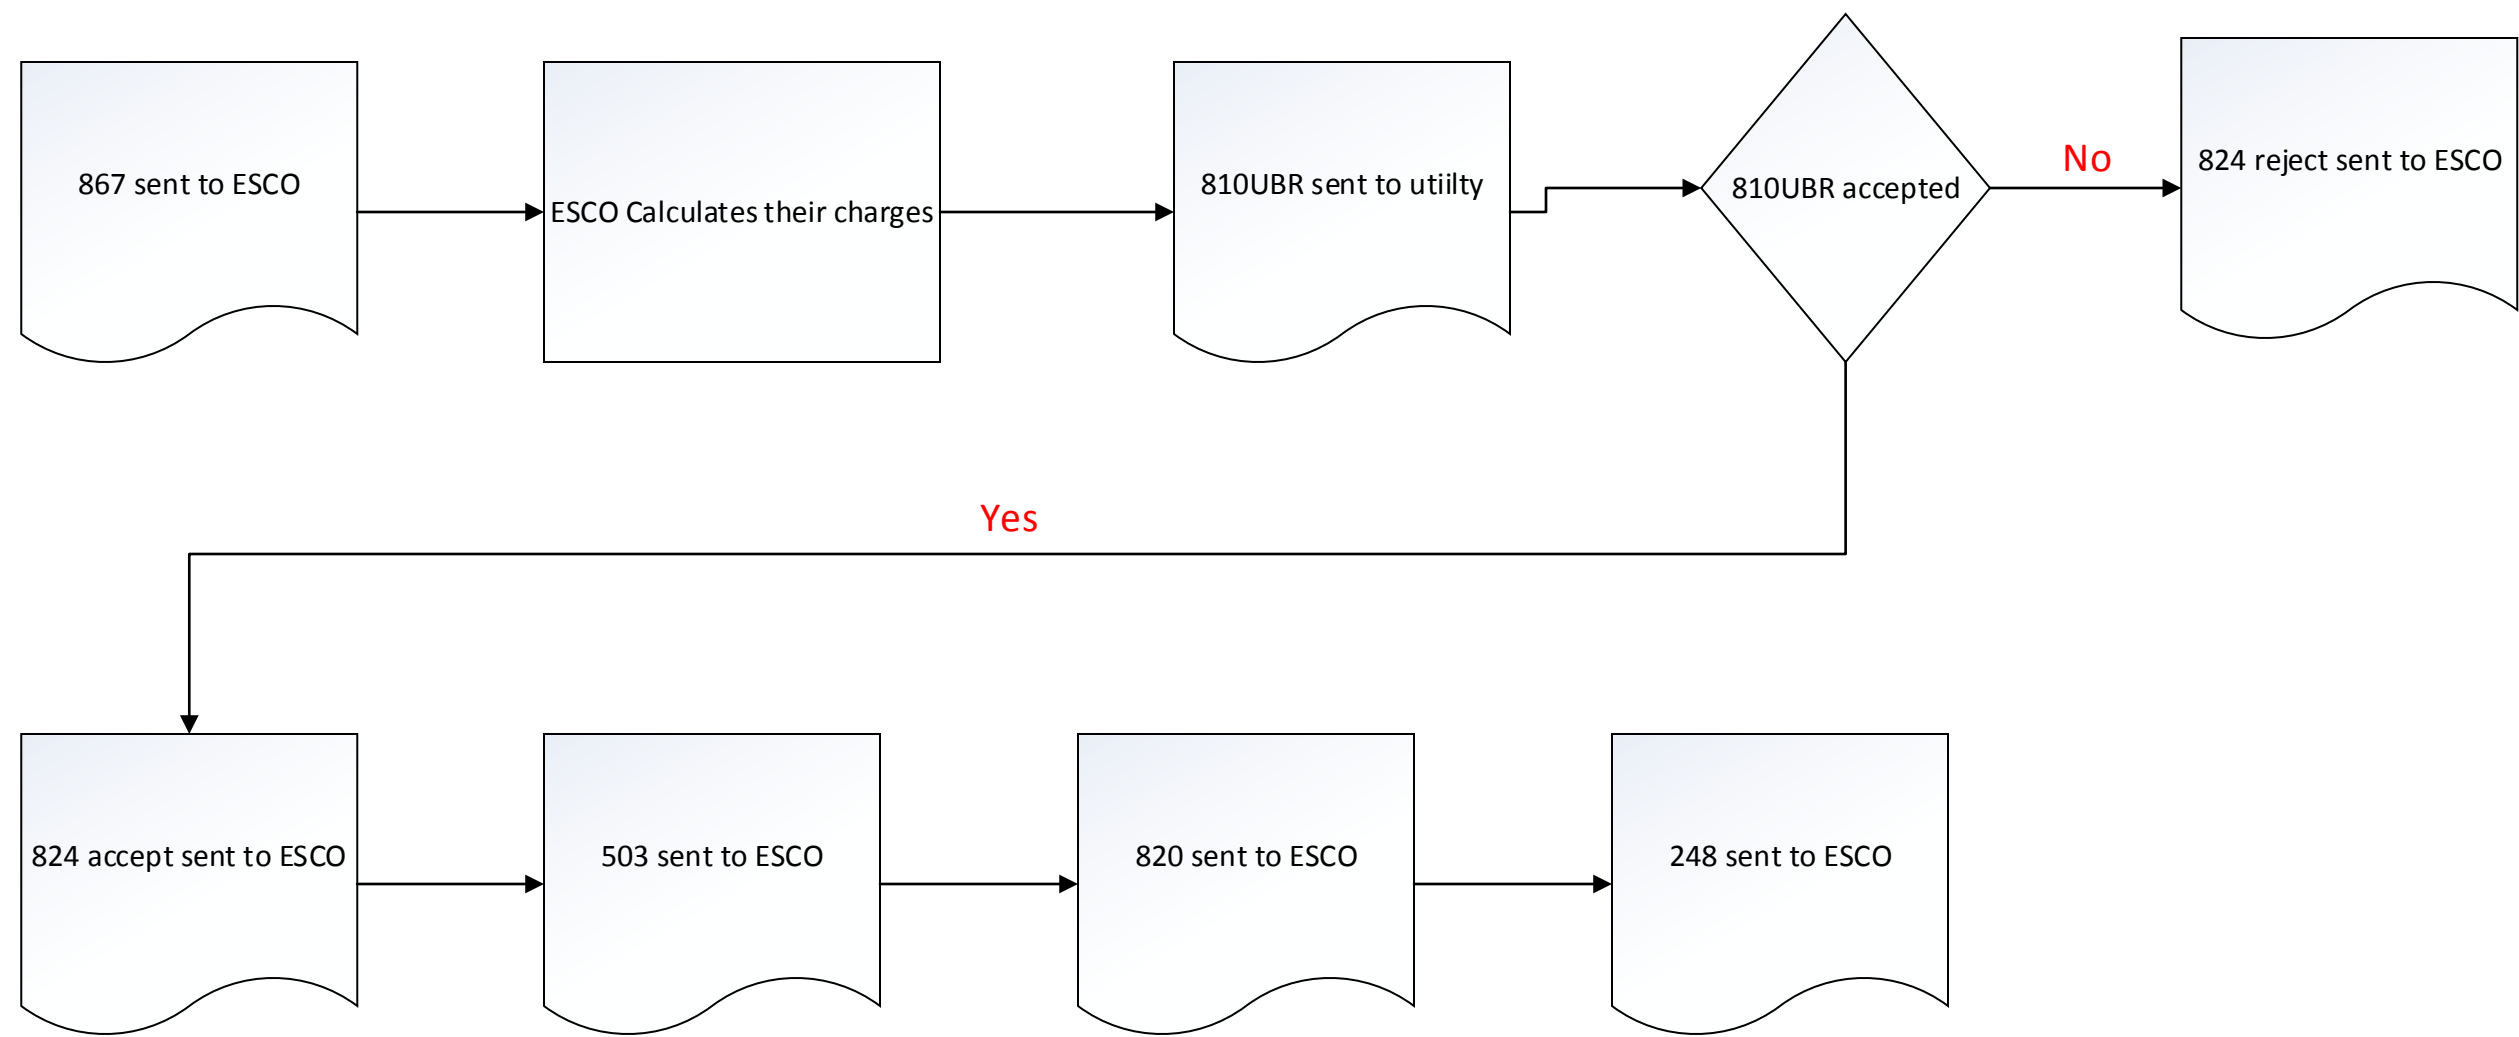 867 sent to ESCO
ESCO Calculates their charges
810UBR sent to utiilty
810UBR accepted
No
824 reject sent to ESCO
Yes
824 accept sent to ESCO
503 sent to ESCO
820 sent to ESCO
248 sent to ESCO